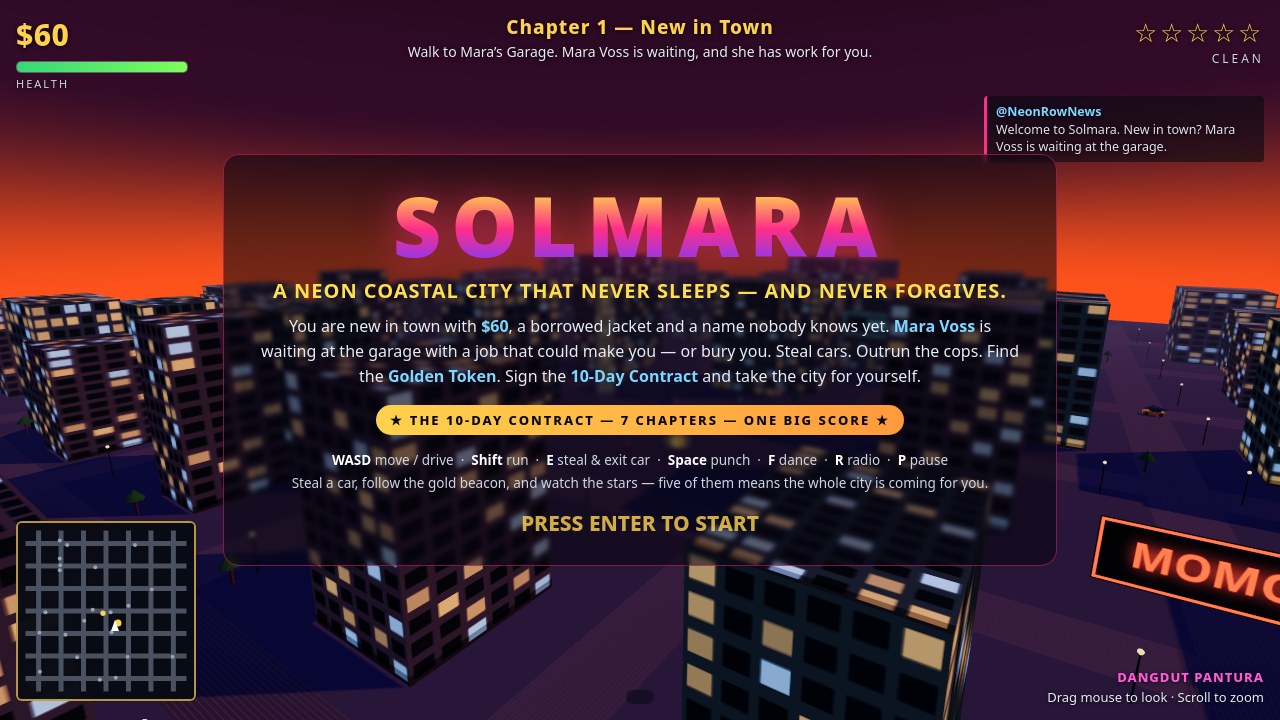 $60
HEALTH
Chapter 1 — New in Town
Walk to Mara’s Garage. Mara Voss is waiting, and she has work for you.
☆☆☆☆☆
CLEAN
@NeonRowNews
Welcome to Solmara. New in town? Mara
Voss is waiting at the garage.
SOLMARA
A NEON COASTAL CITY THAT NEVER SLEEPS — AND NEVER FORGIVES.
You are new in town with $60, a borrowed jacket and a name nobody knows yet. Mara Voss is
waiting at the garage with a job that could make you — or bury you. Steal cars. Outrun the cops. Find
the Golden Token. Sign the 10-Day Contract and take the city for yourself.
★ THE 10-DAY CONTRACT — 7 CHAPTERS — ONE BIG SCORE ★
WASD move / drive · Shift run · E steal & exit car · Space punch · F dance · R radio · P pause
Steal a car, follow the gold beacon, and watch the stars — five of them means the whole city is coming for you.
PRESS ENTER TO START
DANGDUT PANTURA
Drag mouse to look · Scroll to zoom